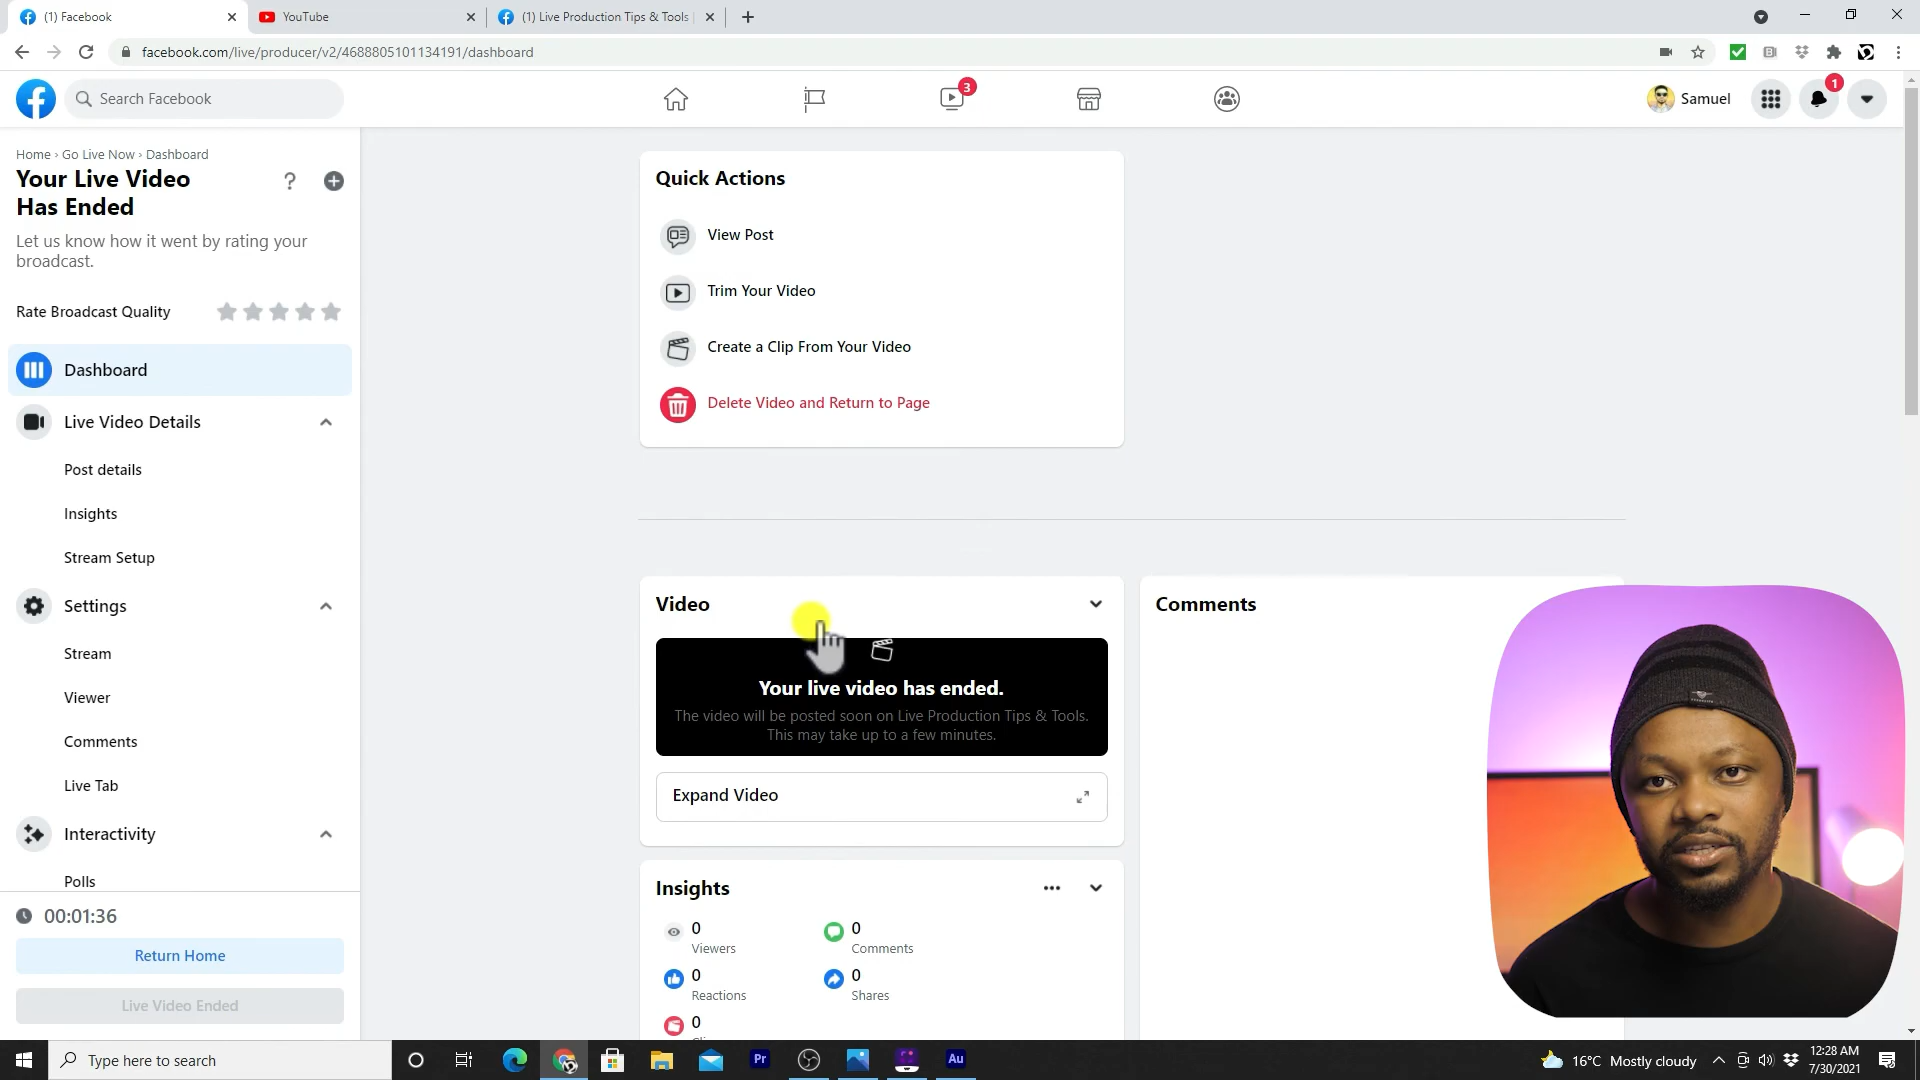 (1) Facebook
YouTube
(1) Live Production Tips & Tools
facebook.com/live/producer/v2/4688805101134191/dashboard
Search Facebook
3
Samuel
1
Home › Go Live Now › Dashboard
Your Live Video
Has Ended
Let us know how it went by rating your
broadcast.
Rate Broadcast Quality
Dashboard
Live Video Details
Post details
Insights
Stream Setup
Settings
Stream
Viewer
Comments
Live Tab
Interactivity
Polls
00:01:36
Return Home
Live Video Ended
Quick Actions
View Post
Trim Your Video
Create a Clip From Your Video
Delete Video and Return to Page
Video
Your live video has ended.
The video will be posted soon on Live Production Tips & Tools.
This may take up to a few minutes.
Expand Video
Insights
0
Viewers
0
Comments
0
Reactions
0
Shares
0
Comments
Type here to search
Pr
Au
16°C Mostly cloudy
12:28 AM
7/30/2021